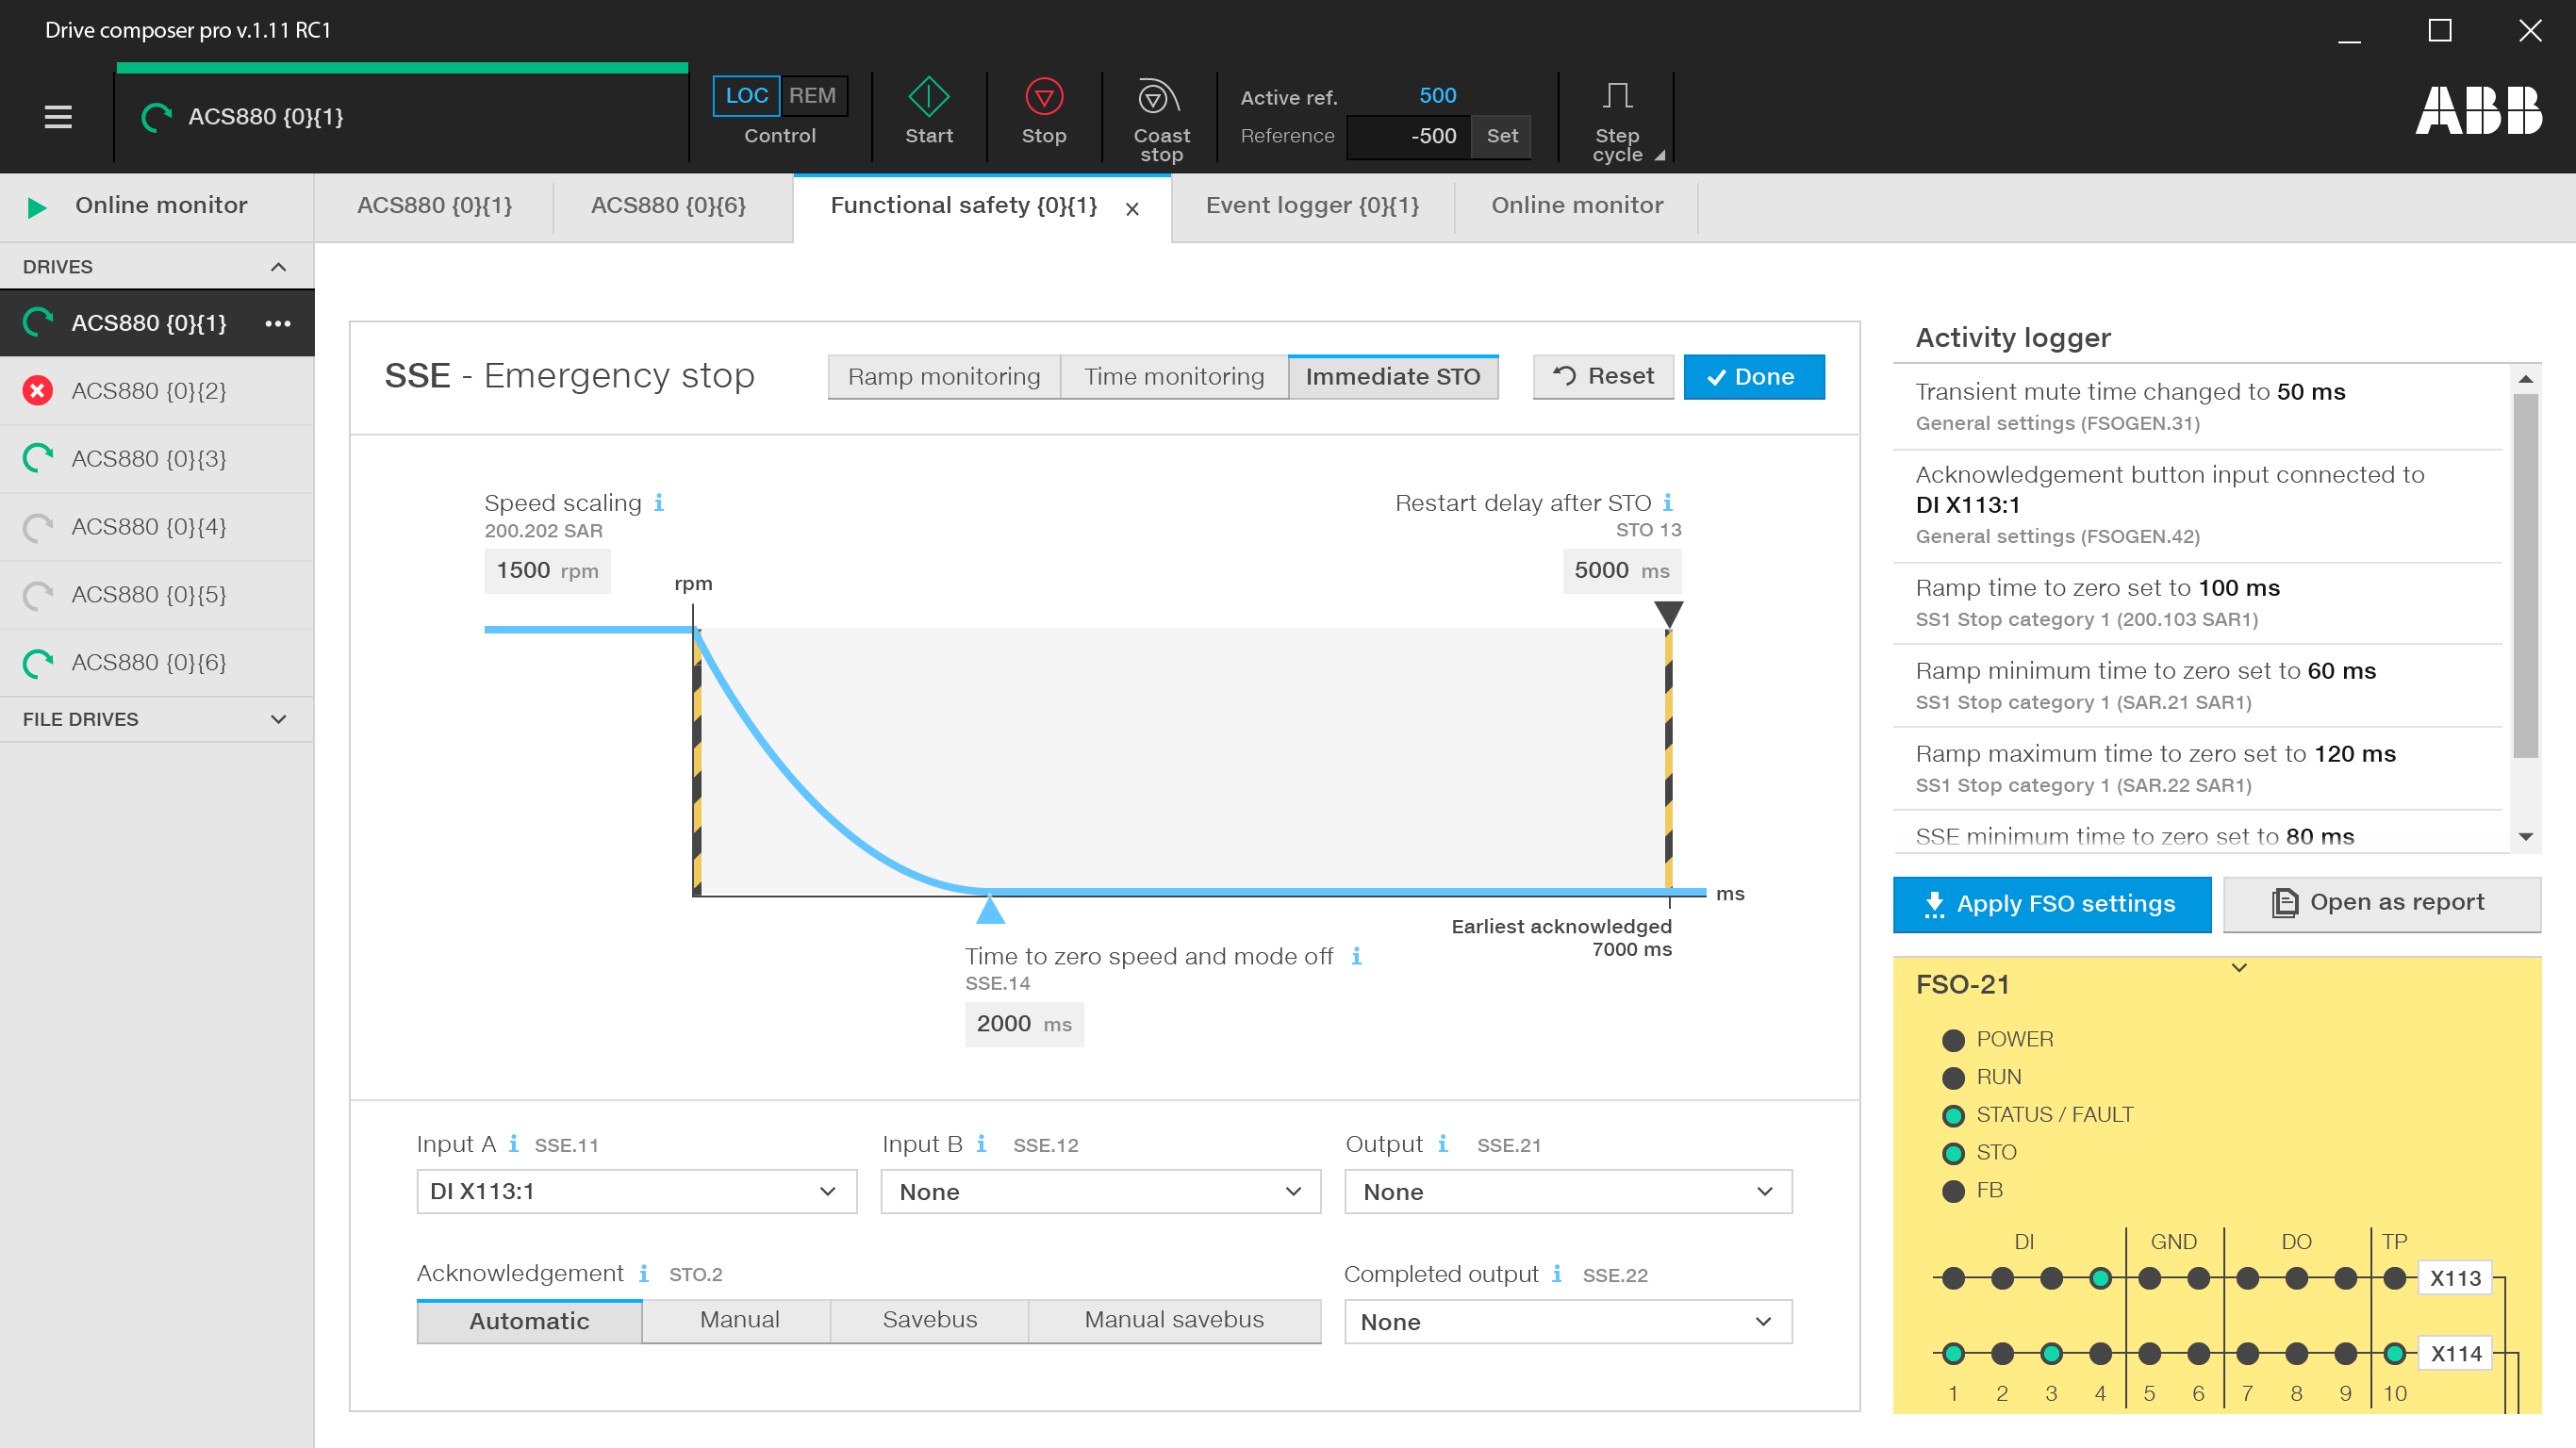 Drive composer pro v.1.11 RC1
ACS880 {0}{1}
LOC REM
Control
Start
Stop
Coast
stop
Active ref. 500
Reference -500 Set
Step
cycle
ABB
Online monitor
ACS880 {0}{1}
ACS880 {0}{6}
Functional safety {0}{1}
Event logger {0}{1}
Online monitor
DRIVES
ACS880 {0}{1}
ACS880 {0}{2}
ACS880 {0}{3}
ACS880 {0}{4}
ACS880 {0}{5}
ACS880 {0}{6}
FILE DRIVES
SSE - Emergency stop
Ramp monitoring
Time monitoring
Immediate STO
Reset
Done
Speed scaling
200.202 SAR
1500 rpm
rpm
Restart delay after STO
STO 13
5000 ms
ms
Earliest acknowledged
7000 ms
Time to zero speed and mode off
SSE.14
2000 ms
Input A SSE.11
DI X113:1
Input B SSE.12
None
Output SSE.21
None
Acknowledgement STO.2
Automatic
Manual
Savebus
Manual savebus
Completed output SSE.22
None
Activity logger
Transient mute time changed to 50 ms
General settings (FSOGEN.31)
Acknowledgement button input connected to
DI X113:1
General settings (FSOGEN.42)
Ramp time to zero set to 100 ms
SS1 Stop category 1 (200.103 SAR1)
Ramp minimum time to zero set to 60 ms
SS1 Stop category 1 (SAR.21 SAR1)
Ramp maximum time to zero set to 120 ms
SS1 Stop category 1 (SAR.22 SAR1)
SSE minimum time to zero set to 80 ms
Apply FSO settings
Open as report
FSO-21
POWER
RUN
STATUS / FAULT
STO
FB
DI GND DO TP
X113
X114
1 2 3 4 5 6 7 8 9 10